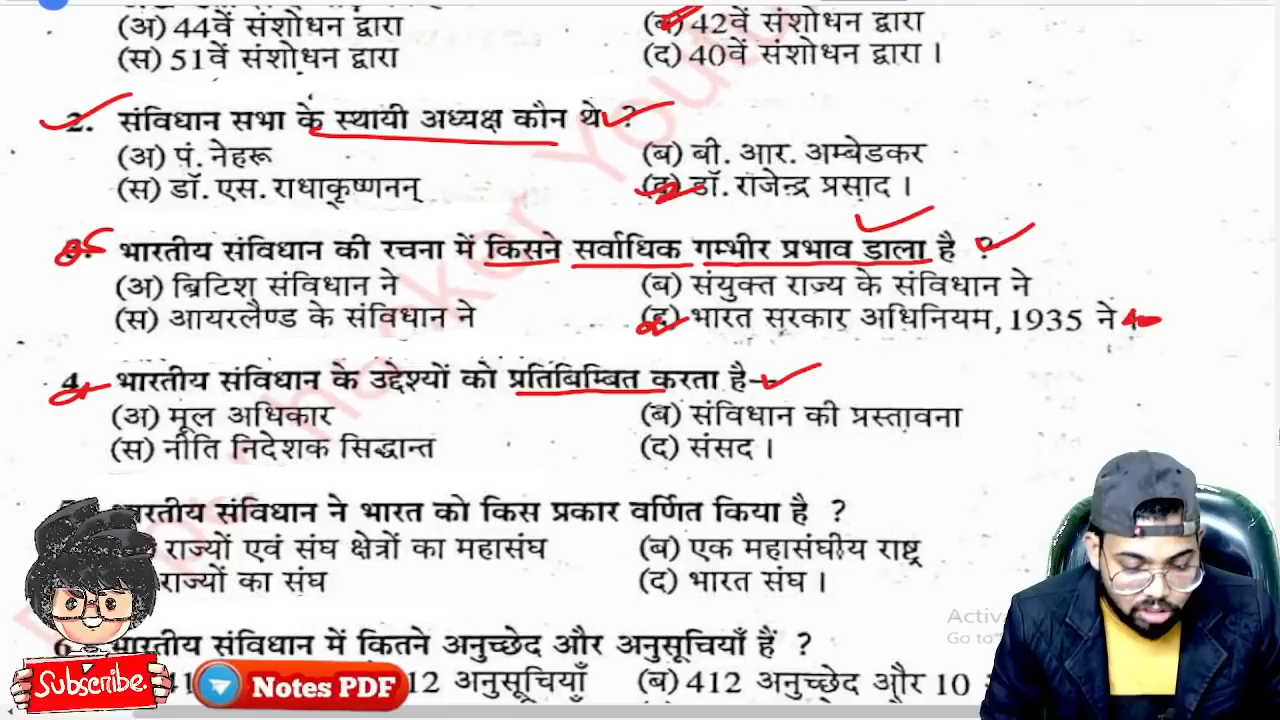 (अ) 44वें संशोधन द्वारा (ब) 42वें संशोधन द्वारा
(स) 51वें संशोधन द्वारा (द) 40वें संशोधन द्वारा ।
2. संविधान सभा के स्थायी अध्यक्ष कौन थे ?
(अ) पं. नेहरू (ब) बी. आर. अम्बेडकर
(स) डॉ. एस. राधाकृष्णनन् (द) डॉ. राजेन्द्र प्रसाद ।
भारतीय संविधान की रचना में किसने सर्वाधिक गम्भीर प्रभाव डाला है ?
(अ) ब्रिटिश संविधान ने (ब) संयुक्त राज्य के संविधान ने
(स) आयरलैण्ड के संविधान ने (द) भारत सरकार अधिनियम, 1935 ने
4. भारतीय संविधान के उद्देश्यों को प्रतिबिम्बित करता है–
(अ) मूल अधिकार (ब) संविधान की प्रस्तावना
(स) नीति निदेशक सिद्धान्त (द) संसद ।
भारतीय संविधान ने भारत को किस प्रकार वर्णित किया है ?
राज्यों एवं संघ क्षेत्रों का महासंघ (ब) एक महासंघीय राष्ट्र
राज्यों का संघ (द) भारत संघ ।
भारतीय संविधान में कितने अनुच्छेद और अनुसूचियाँ हैं ?
12 अनुसूचियाँ (ब) 412 अनुच्छेद और 10
Subscribe.
Notes PDF
Go to